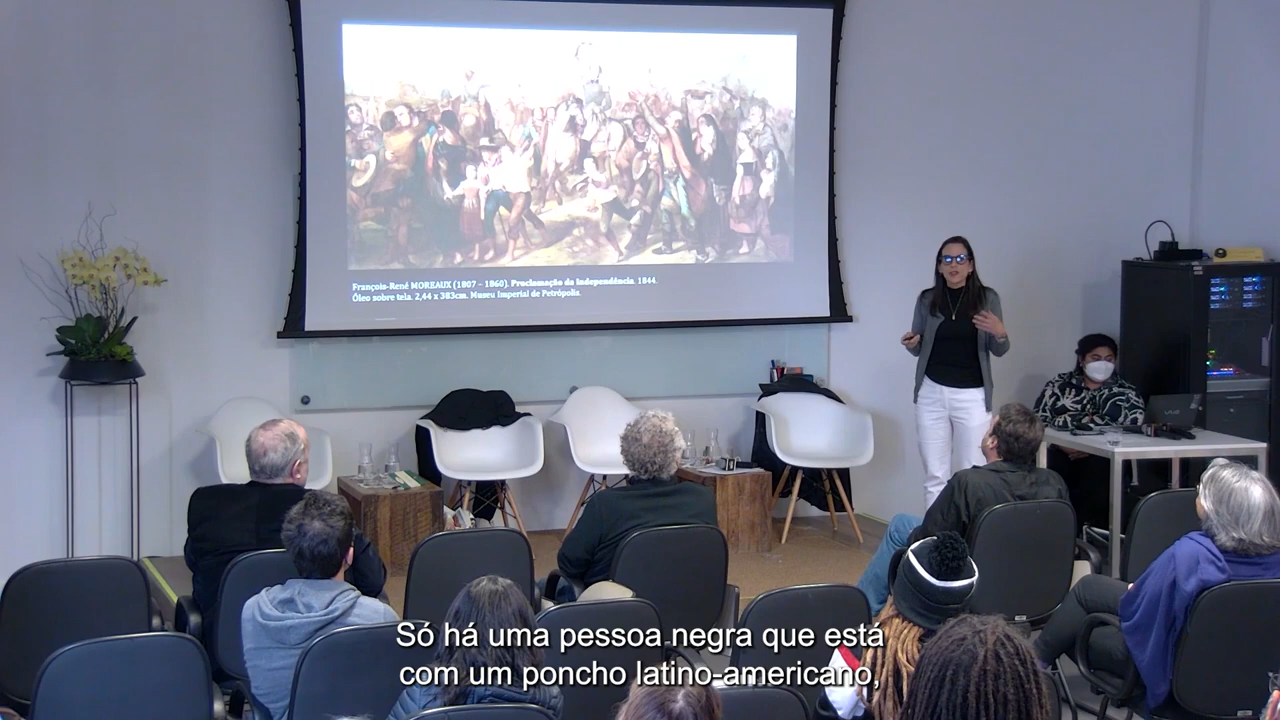 François-René MOREAUX (1807 - 1860). Proclamação da Independência. 1844.
Óleo sobre tela. 2,44 x 383cm. Museu Imperial de Petrópolis.
VAIO
Só há uma pessoa negra que está
com um poncho latino-americano,